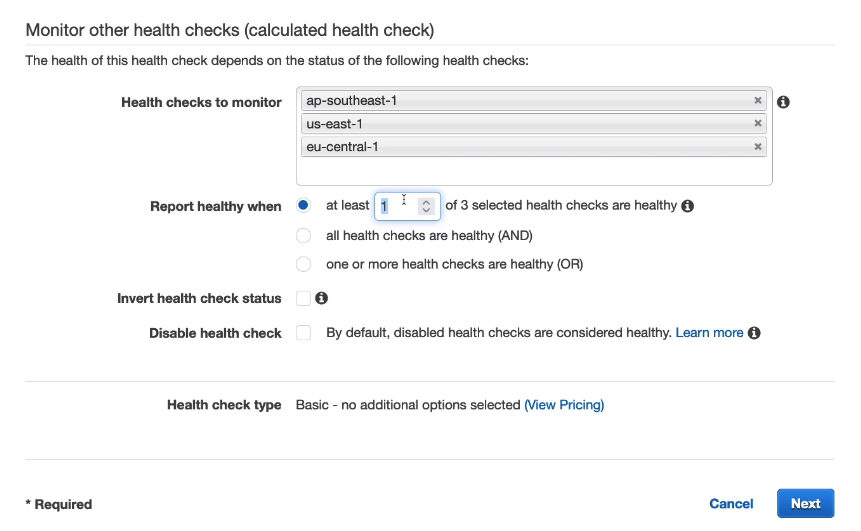 Monitor other health checks (calculated health check)
The health of this health check depends on the status of the following health checks:
Health checks to monitor
ap-southeast-1
us-east-1
eu-central-1
Report healthy when
at least 1 of 3 selected health checks are healthy
all health checks are healthy (AND)
one or more health checks are healthy (OR)
Invert health check status
Disable health check By default, disabled health checks are considered healthy. Learn more
Health check type Basic - no additional options selected (View Pricing)
* Required Cancel Next